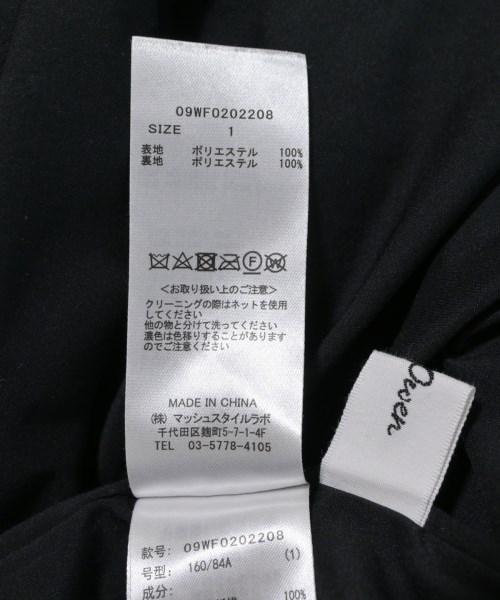 09WF0202208
SIZE 1
表地 ポリエステル 100%
裏地 ポリエステル 100%
F
W
＜お取り扱い上のご注意＞
クリーニングの際はネットを使用
してください
他の物と分けて洗ってください
濃色は色移りすることがあります
のでご注意ください
MADE IN CHINA
(株) マッシュスタイルラボ
千代田区麹町5-7-1-4F
TEL 03-5778-4105
Owen
款号: 09WF0202208
号型: 160/84A (1)
成分:
100%